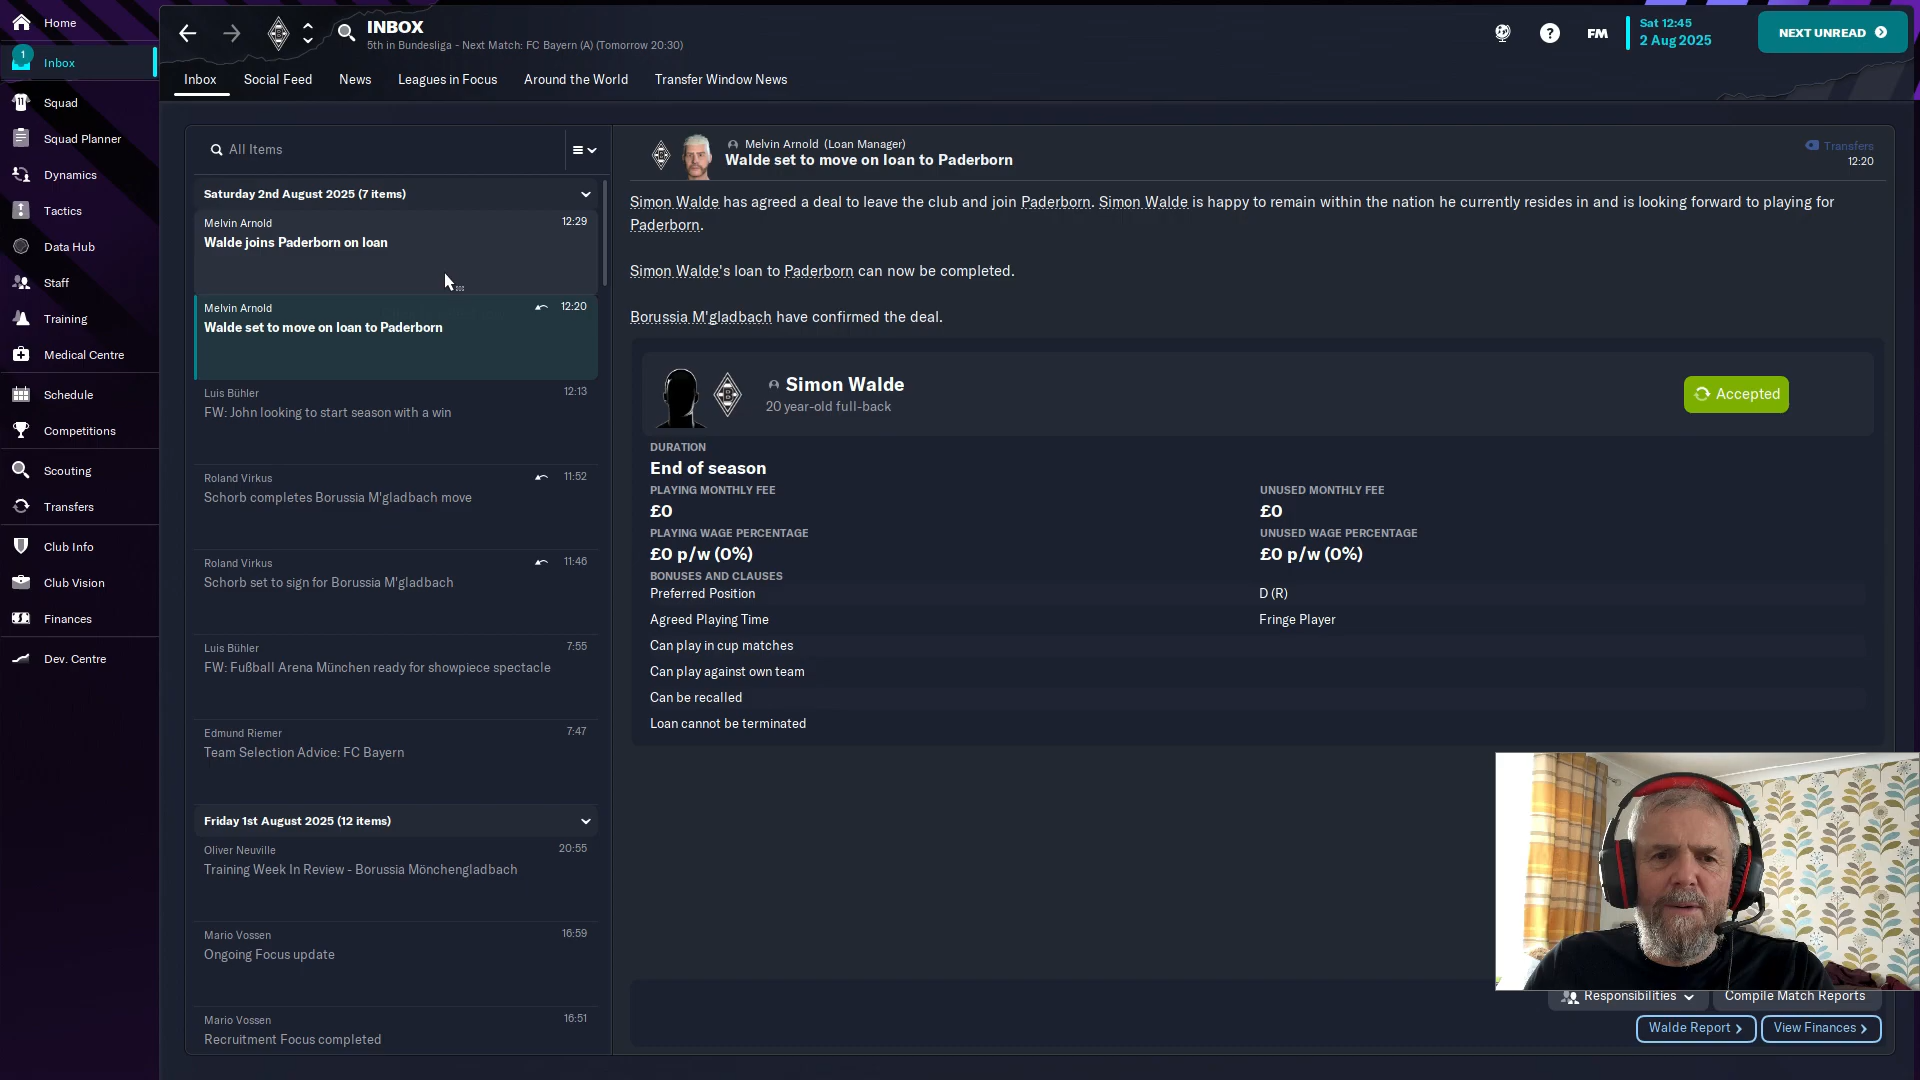 Home
INBOX
5th in Bundesliga - Next Match: FC Bayern (A) (Tomorrow 20:30)
FM
Sat 12:45
2 Aug 2025
NEXT UNREAD
1
Inbox
Inbox
Social Feed
News
Leagues in Focus
Around the World
Transfer Window News
Squad
Squad Planner
Dynamics
Tactics
Data Hub
Staff
Training
Medical Centre
Schedule
Competitions
Scouting
Transfers
Club Info
Club Vision
Finances
Dev. Centre
All Items
Saturday 2nd August 2025 (7 items)
Melvin Arnold 12:29
Walde joins Paderborn on loan
Melvin Arnold 12:20
Walde set to move on loan to Paderborn
Luis Bühler 12:13
FW: John looking to start season with a win
Roland Virkus 11:52
Schorb completes Borussia M'gladbach move
Roland Virkus 11:46
Schorb set to sign for Borussia M'gladbach
Luis Bühler 7:55
FW: Fußball Arena München ready for showpiece spectacle
Edmund Riemer 7:47
Team Selection Advice: FC Bayern
Friday 1st August 2025 (12 items)
Oliver Neuville 20:55
Training Week In Review - Borussia Mönchengladbach
Mario Vossen 16:59
Ongoing Focus update
Mario Vossen 16:51
Recruitment Focus completed
Melvin Arnold (Loan Manager)
Walde set to move on loan to Paderborn
Transfers
12:20
Simon Walde has agreed a deal to leave the club and join Paderborn. Simon Walde is happy to remain within the nation he currently resides in and is looking forward to playing for
Paderborn.
Simon Walde's loan to Paderborn can now be completed.
Borussia M'gladbach have confirmed the deal.
Simon Walde
20 year-old full-back
Accepted
DURATION
End of season
PLAYING MONTHLY FEE UNUSED MONTHLY FEE
£0 £0
PLAYING WAGE PERCENTAGE UNUSED WAGE PERCENTAGE
£0 p/w (0%) £0 p/w (0%)
BONUSES AND CLAUSES
Preferred Position D (R)
Agreed Playing Time Fringe Player
Can play in cup matches
Can play against own team
Can be recalled
Loan cannot be terminated
Responsibilities
Compile Match Reports
Walde Report
View Finances